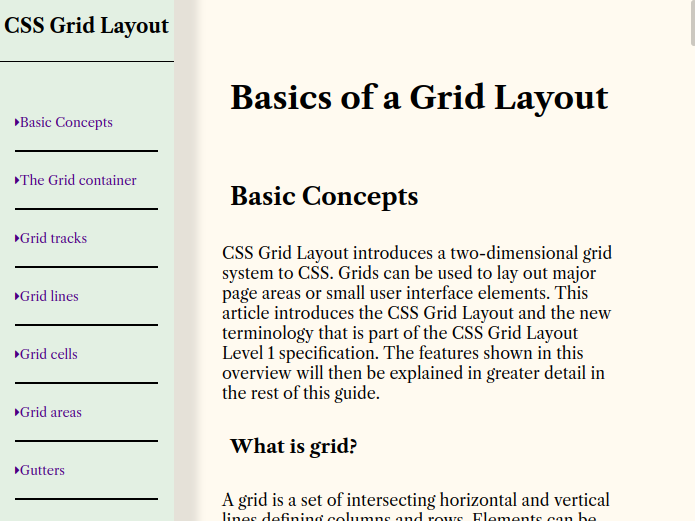 CSS Grid Layout
Basic Concepts
The Grid container
Grid tracks
Grid lines
Grid cells
Grid areas
Gutters
Basics of a Grid Layout
Basic Concepts
CSS Grid Layout introduces a two-dimensional grid
system to CSS. Grids can be used to lay out major
page areas or small user interface elements. This
article introduces the CSS Grid Layout and the new
terminology that is part of the CSS Grid Layout
Level 1 specification. The features shown in this
overview will then be explained in greater detail in
the rest of this guide.
What is grid?
A grid is a set of intersecting horizontal and vertical
lines defining columns and rows. Elements can be